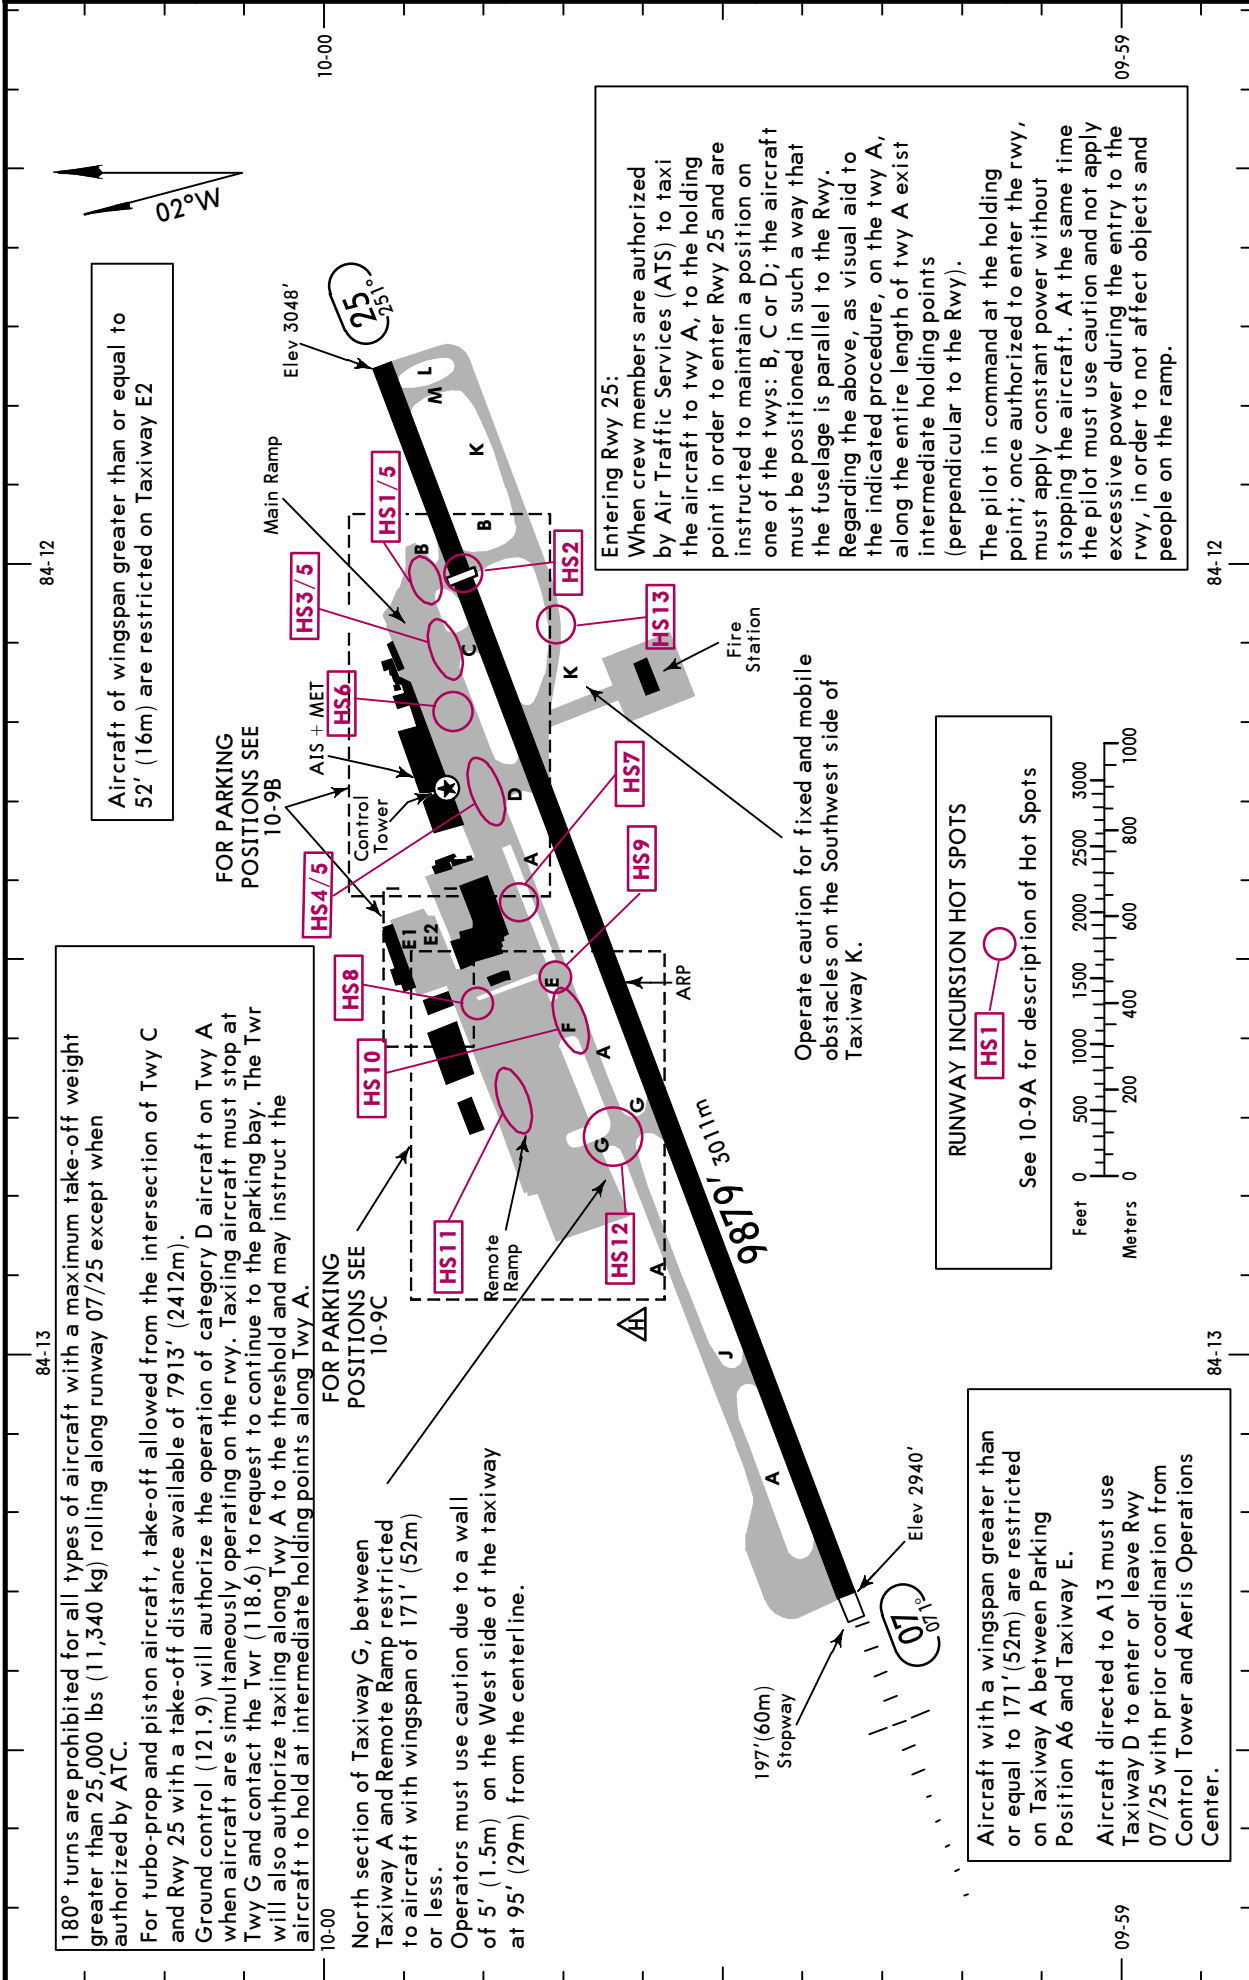 84-13
84-12
180° turns are prohibited for all types of aircraft with a maximum take-off weight
greater than 25,000 lbs (11,340 kg) rolling along runway 07/25 except when
authorized by ATC.
For turbo-prop and piston aircraft, take-off allowed from the intersection of Twy C
and Rwy 25 with a take-off distance available of 7913' (2412m).
Ground control (121.9) will authorize the operation of category D aircraft on Twy A
when aircraft are simultaneously operating on the rwy. Taxiing aircraft must stop at
Twy G and contact the Twr (118.6) to request to continue to the parking bay. The Twr
will also authorize taxiing along Twy A to the threshold and may instruct the
aircraft to hold at intermediate holding points along Twy A.
Aircraft of wingspan greater than or equal to
52' (16m) are restricted on Taxiway E2
02°W
10-00
10-00
FOR PARKING
POSITIONS SEE
10-9C
FOR PARKING
POSITIONS SEE
10-9B
North section of Taxiway G, between
Taxiway A and Remote Ramp restricted
to aircraft with wingspan of 171' (52m)
or less.
Operators must use caution due to a wall
of 5' (1.5m) on the West side of the taxiway
at 95' (29m) from the centerline.
HS11
HS10
HS8
HS4/5
HS6
HS3/5
HS1/5
HS12
HS9
HS7
HS13
HS2
Remote
Ramp
Control
Tower
AIS + MET
Main Ramp
Elev 3048'
25
251°
E1
E2
E
F
G
G
A
A
A
A
J
D
C
B
B
K
K
M
L
H
ARP
Fire
Station
9879' 3011m
Operate caution for fixed and mobile
obstacles on the Southwest side of
Taxiway K.
Entering Rwy 25:
When crew members are authorized
by Air Traffic Services (ATS) to taxi
the aircraft to twy A, to the holding
point in order to enter Rwy 25 and are
instructed to maintain a position on
one of the twys: B, C or D; the aircraft
must be positioned in such a way that
the fuselage is parallel to the Rwy.
Regarding the above, as visual aid to
the indicated procedure, on the twy A,
along the entire length of twy A exist
intermediate holding points
(perpendicular to the Rwy).
The pilot in command at the holding
point; once authorized to enter the rwy,
must apply constant power without
stopping the aircraft. At the same time
the pilot must use caution and not apply
excessive power during the entry to the
rwy, in order to not affect objects and
people on the ramp.
197'(60m)
Stopway
07
071°
Elev 2940'
RUNWAY INCURSION HOT SPOTS
HS1
See 10-9A for description of Hot Spots
Feet 0 500 1000 1500 2000 2500 3000
Meters 0 200 400 600 800 1000
Aircraft with a wingspan greater than
or equal to 171'(52m) are restricted
on Taxiway A between Parking
Position A6 and Taxiway E.
Aircraft directed to A13 must use
Taxiway D to enter or leave Rwy
07/25 with prior coordination from
Control Tower and Aeris Operations
Center.
09-59
09-59
84-13
84-12